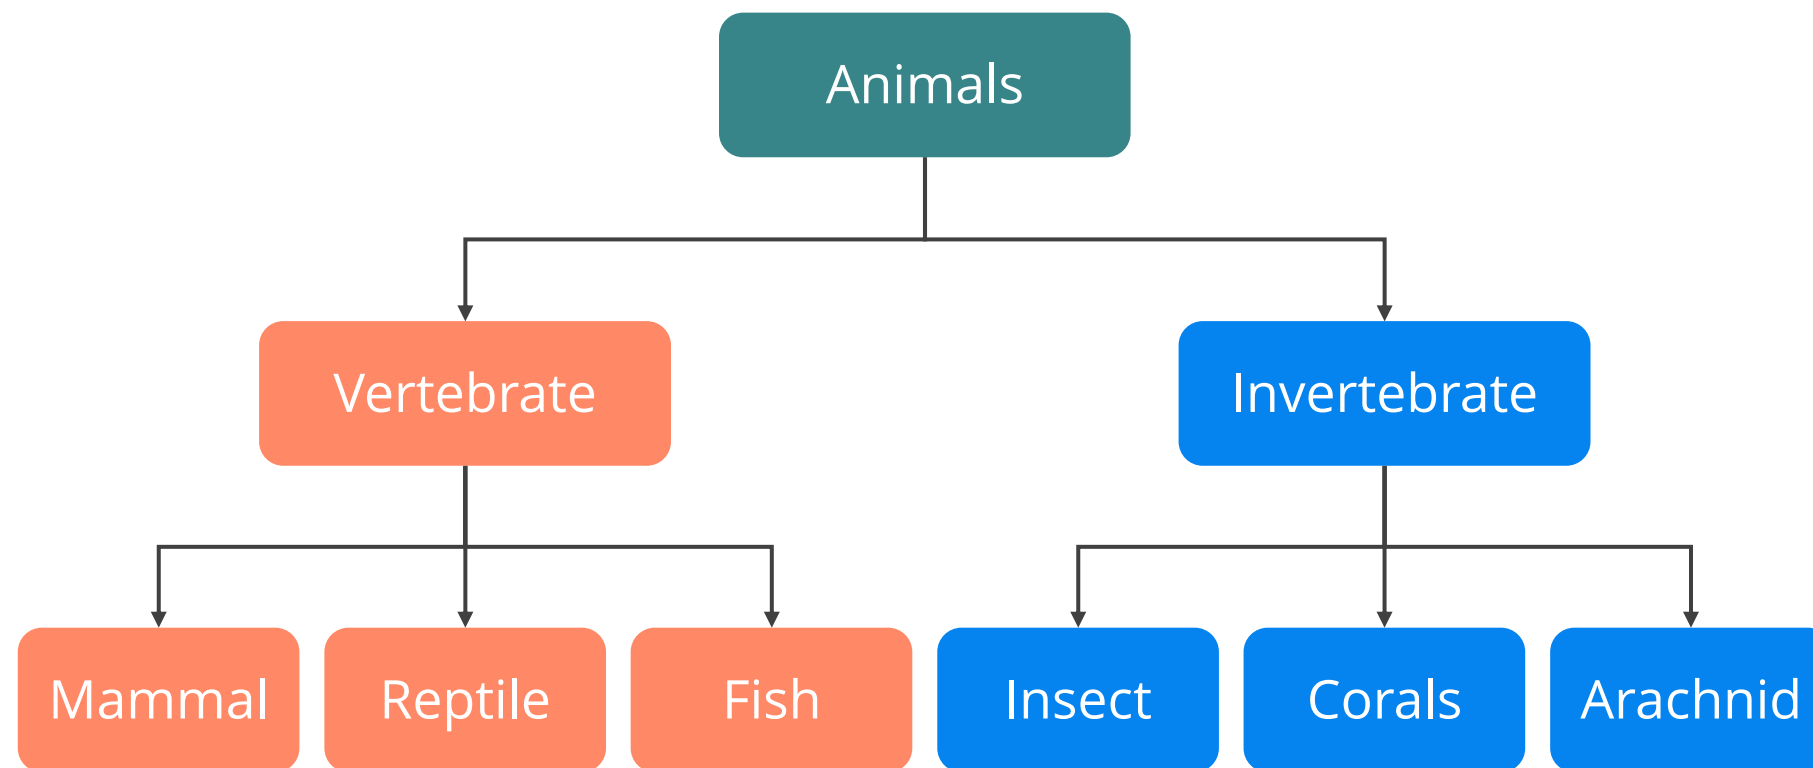 Animals
Vertebrate
Invertebrate
Mammal
Reptile
Fish
Insect
Corals
Arachnid